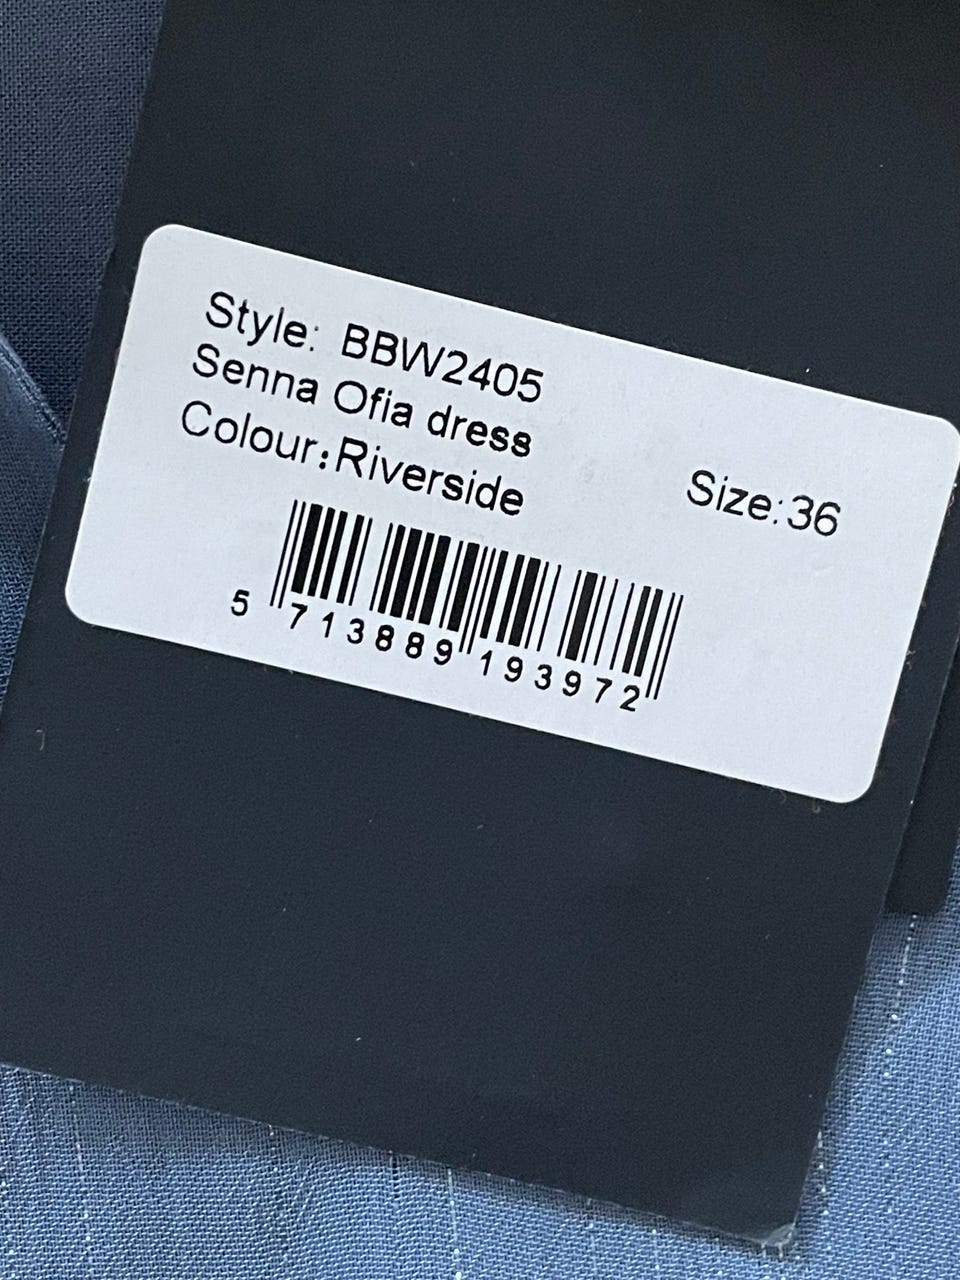 Style: BBW2405
Senna Ofia dress
Colour:Riverside
Size:36
5 713889 193972